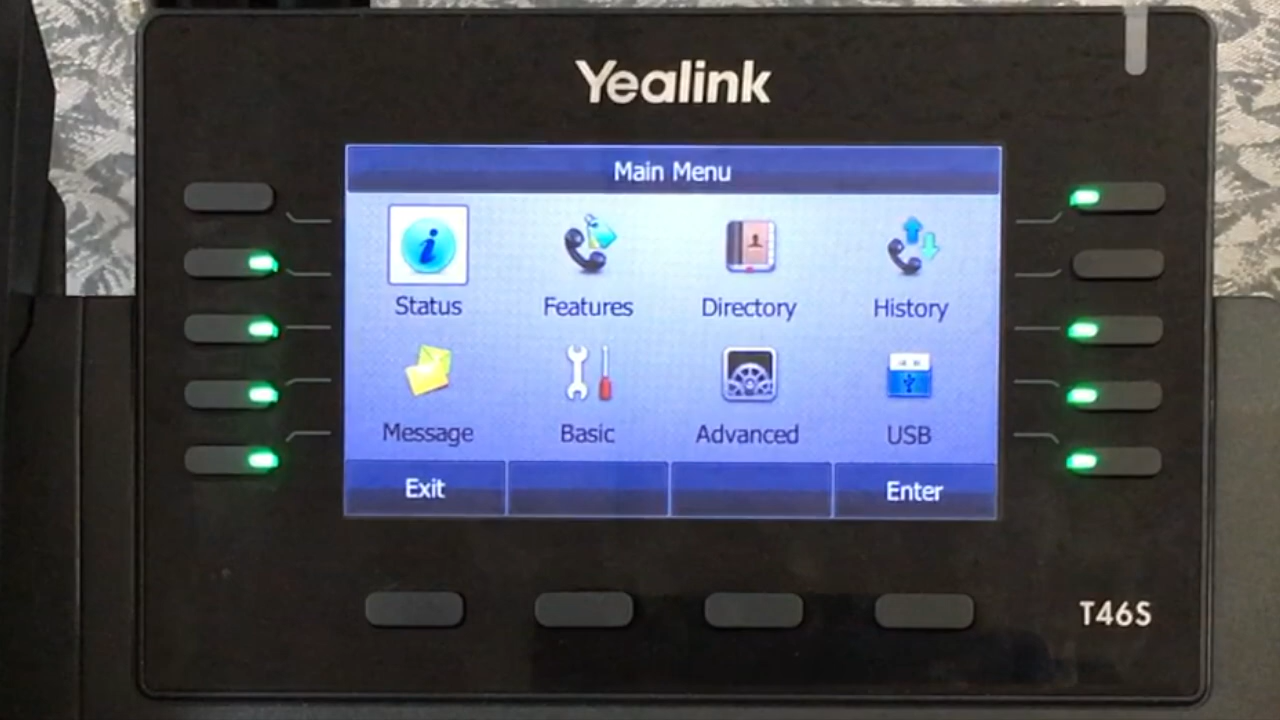 Yealink
Main Menu
Status Features Directory History
Message Basic Advanced USB
Exit Enter
T46S